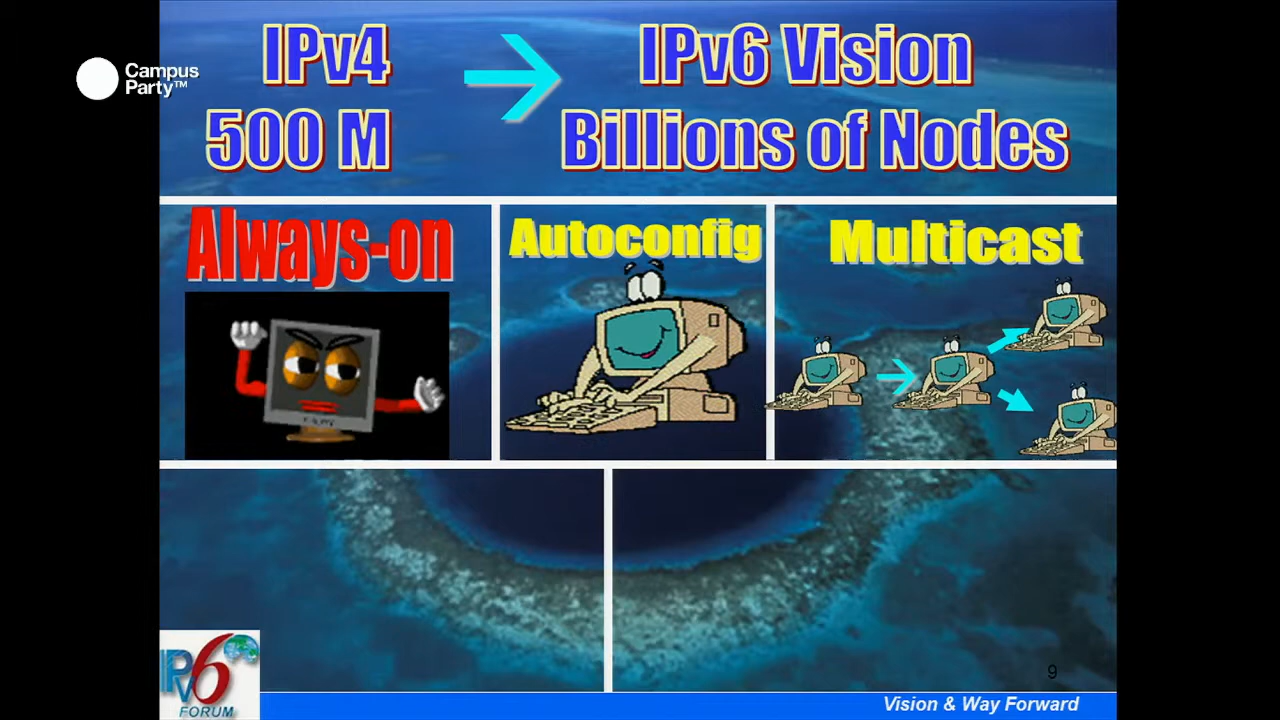 IPv4
IPv6 Vision
Campus
Party™
500 M
Billions of Nodes
Always-on
Autoconfig
Multicast
9
IPv6
FORUM
Vision & Way Forward